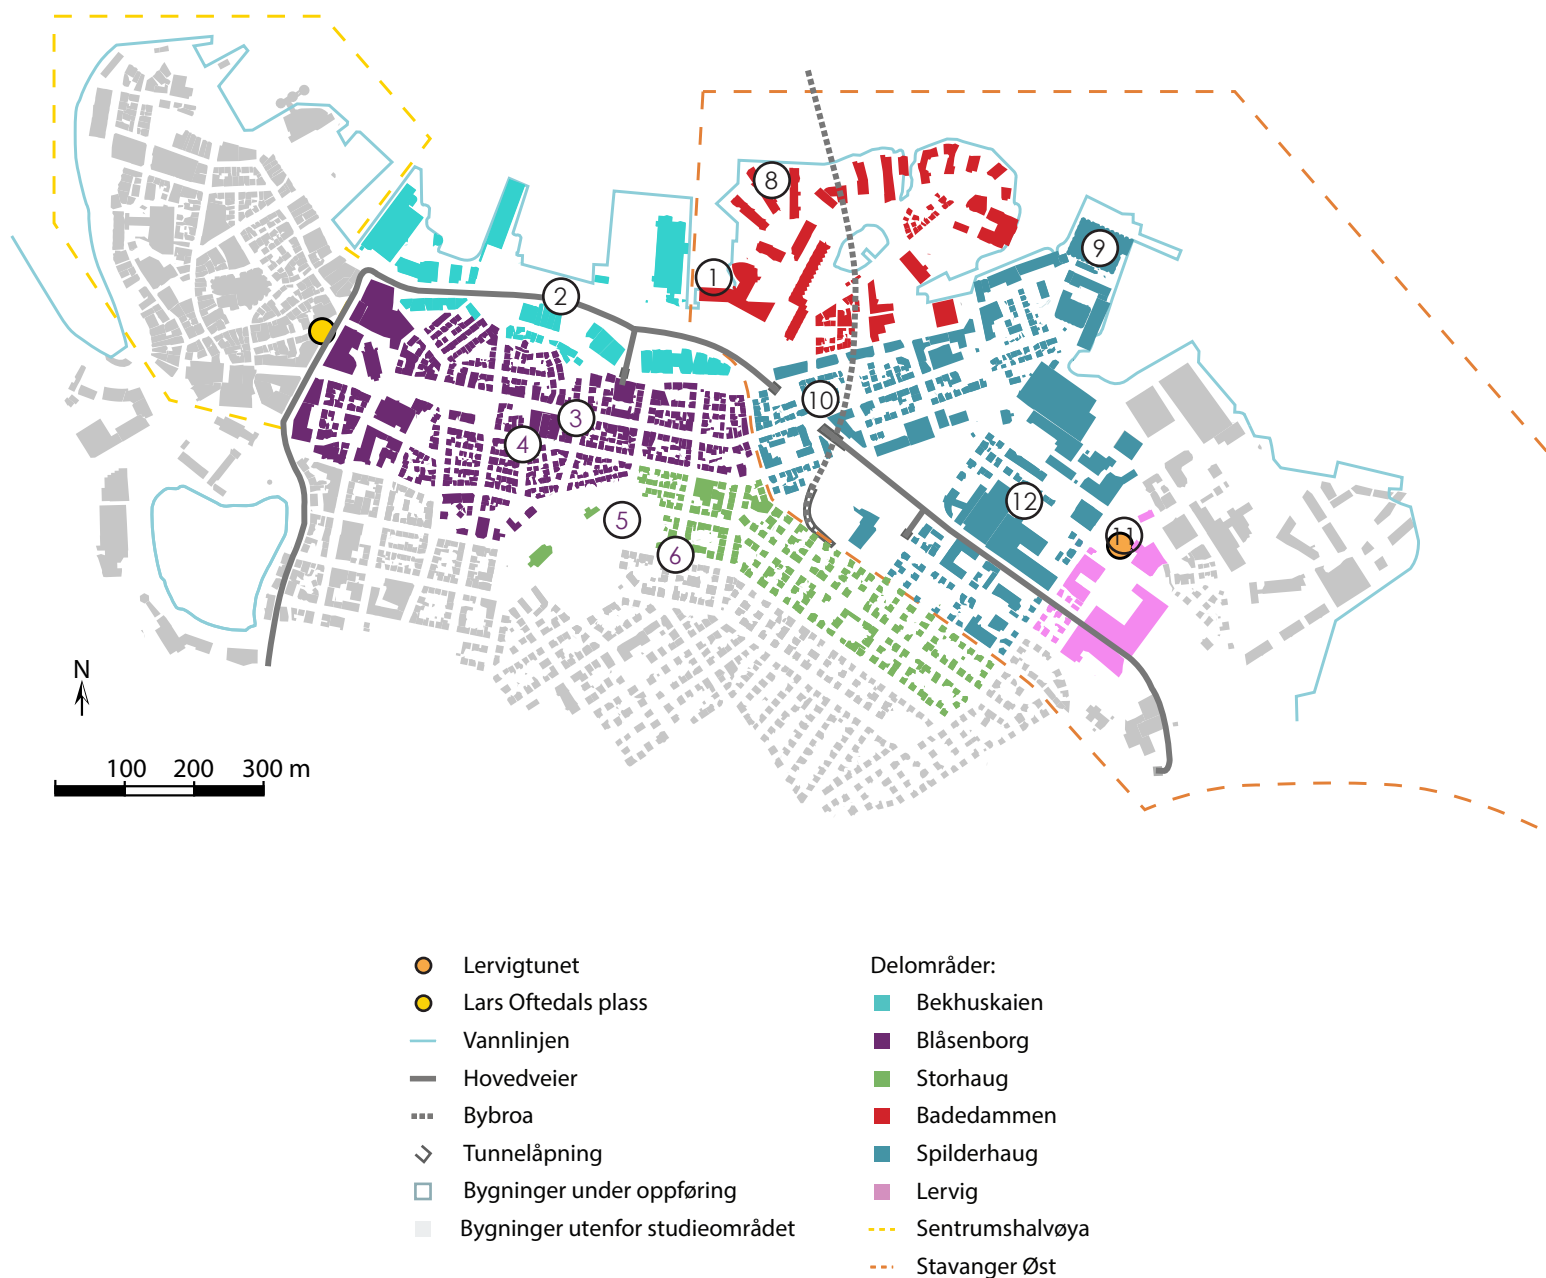 8
9
1
2
10
3
4
12
5
11
6
N
100 200 300 m
Lervigtunet
Lars Oftedals plass
Vannlinjen
Hovedveier
Bybroa
Tunnelåpning
Bygninger under oppføring
Bygninger utenfor studieområdet
Delområder:
Bekhuskaien
Blåsenborg
Storhaug
Badedammen
Spilderhaug
Lervig
Sentrumshalvøya
Stavanger Øst